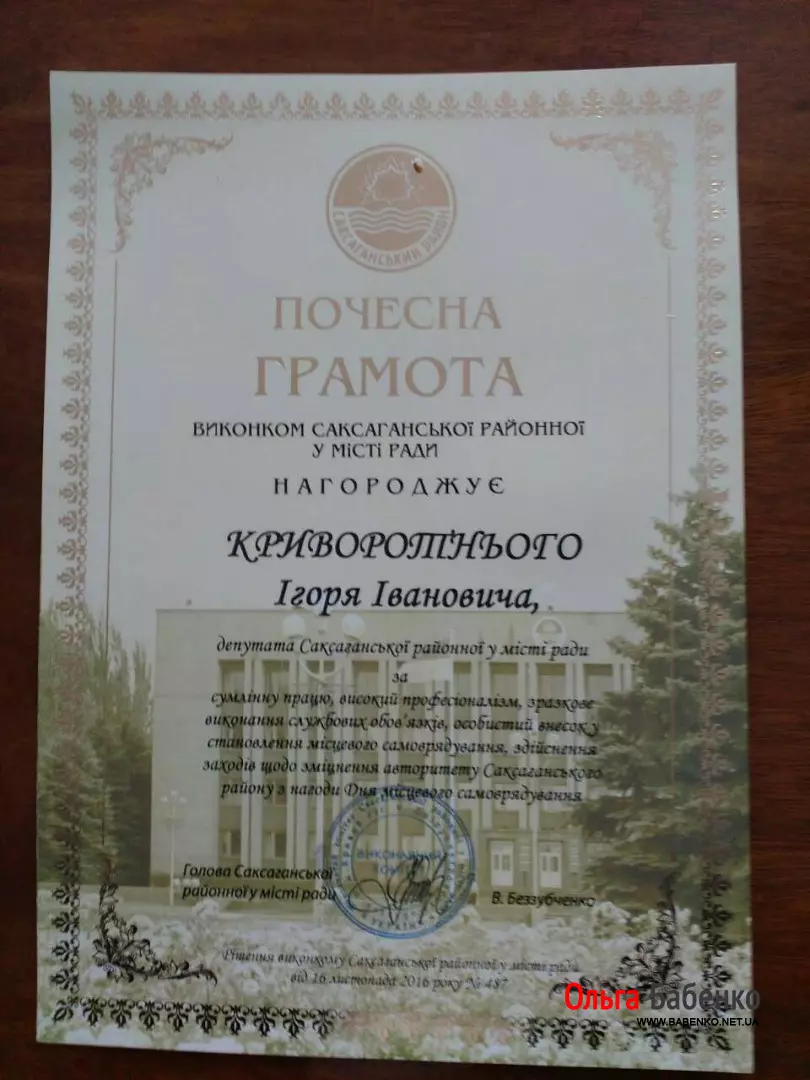 САКСАГАНСЬКИЙ РАЙОН
ПОЧЕСНА
ГРАМОТА
ВИКОНКОМ САКСАГАНСЬКОЇ РАЙОННОЇ
У МІСТІ РАДИ
НАГОРОДЖУЄ
КРИВОРОТНЬОГО
Ігоря Івановича,
депутата Саксаганської районної у місті ради
за
сумлінну працю, високий професіоналізм, зразкове
виконання службових обов'язків, особистий внесок у
становлення місцевого самоврядування, здійснення
заходів щодо зміцнення авторитету Саксаганського
району з нагоди Дня місцевого самоврядування
ВИКОНАВЧИЙ
Голова Саксаганської
районної у місті ради
В. Беззубченко
Рішення виконкому Саксаганської районної у місті ради
від 16 листопада 2016 року № 487
Ольга Бабенко
WWW.BABENKO.NET.UA